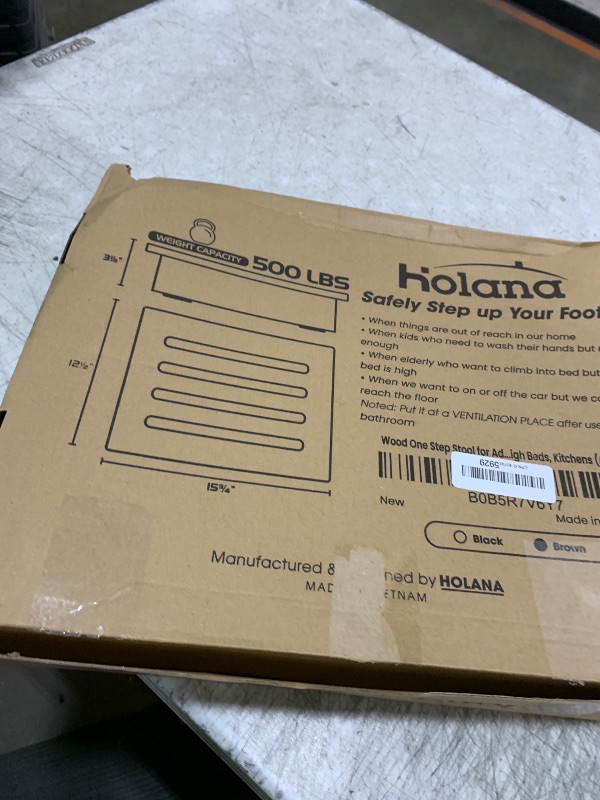 WEIGHT CAPACITY
500 LBS
3⅛"
12½"
15¾"
Holana
Safely Step up Your Foot
• When things are out of reach in our home
• When kids who need to wash their hands but
enough
• When elderly who want to climb into bed but
bed is high
• When we want to on or off the car but we
reach the floor
Noted: Put it at a VENTILATION PLACE after use
bathroom
Wood One Step Stool for Ad...igh Beds, Kitchens (
5929
New
B0B5R7V6Y7
Made in
Black
Brown
Manufactured & ned by HOLANA
MAD ETNAM